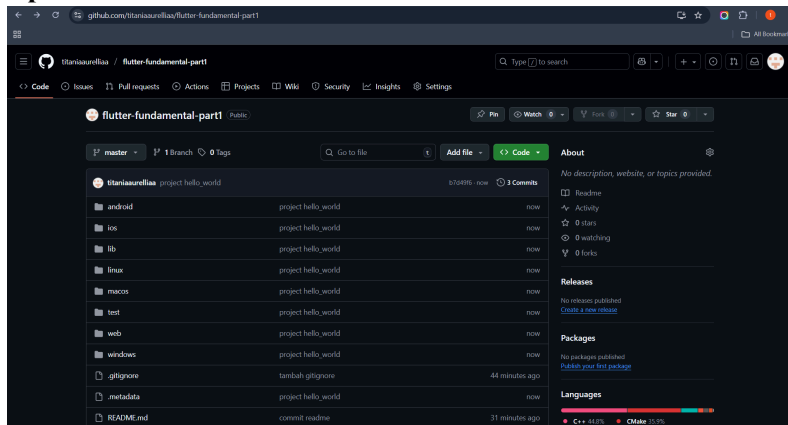 github.com/titaniaaurelliaa/flutter-fundamental-part1
All Bookmar
titaniaaurelliaa / flutter-fundamental-part1
Type / to search
Code Issues Pull requests Actions Projects Wiki Security Insights Settings
flutter-fundamental-part1 Public
Pin Watch 0 Fork 0 Star 0
master 1 Branch 0 Tags Go to file t Add file Code
About
No description, website, or topics provided.
titaniaaurelliaa project hello_world b7d49f6 · now 3 Commits
Readme
android project hello_world now
Activity
ios project hello_world now
0 stars
lib project hello_world now
0 watching
linux project hello_world now
0 forks
macos project hello_world now
Releases
test project hello_world now
No releases published
Create a new release
web project hello_world now
Packages
windows project hello_world now
No packages published
Publish your first package
.gitignore tambah gitignore 44 minutes ago
.metadata project hello_world now
Languages
README.md commit readme 31 minutes ago
C++ 44.8% CMake 35.9%